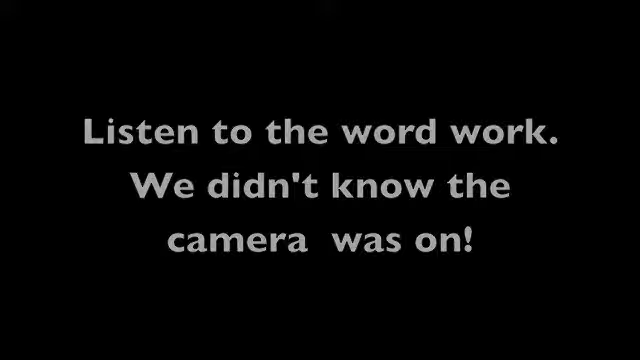 Listen to the word work.
We didn't know the
camera  was on!